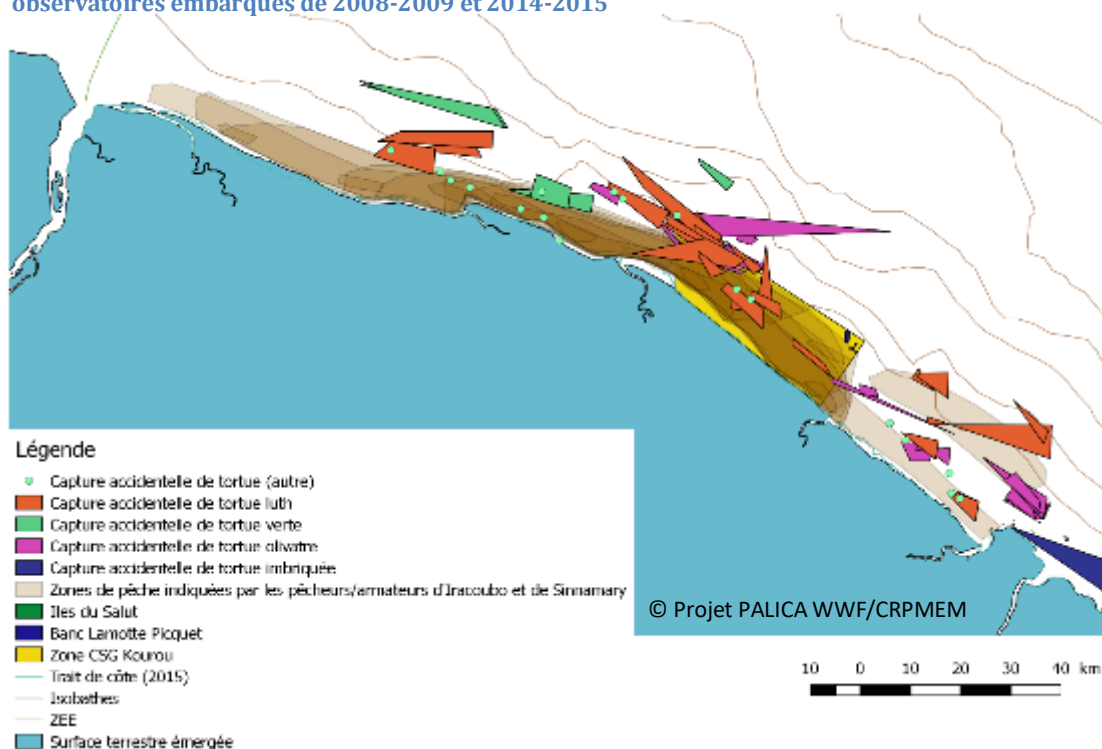 observatoires embarqués de 2008-2009 et 2014-2015
Légende
Capture accidentelle de tortue (autre)
Capture accidentelle de tortue luth
Capture accidentelle de tortue verte
Capture accidentelle de tortue olivatre
Capture accidentelle de tortue imbriquée
Zones de pêche indiquées par les pêcheurs/armateurs d'Iracoubo et de Sinnamary
Iles du Salut
Banc Lamotte Picquet
Zone CSG Kourou
Trait de côte (2015)
Isobathes
ZEE
Surface terrestre émergée
© Projet PALICA WWF/CRPMEM
10 0 10 20 30 40 km